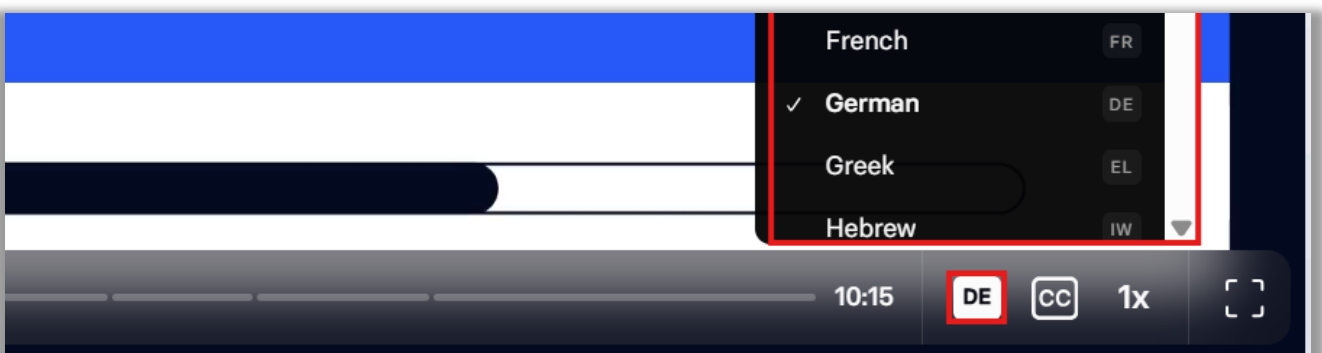 French FR
✓ German DE
Greek EL
Hebrew IW
10:15 DE CC 1x